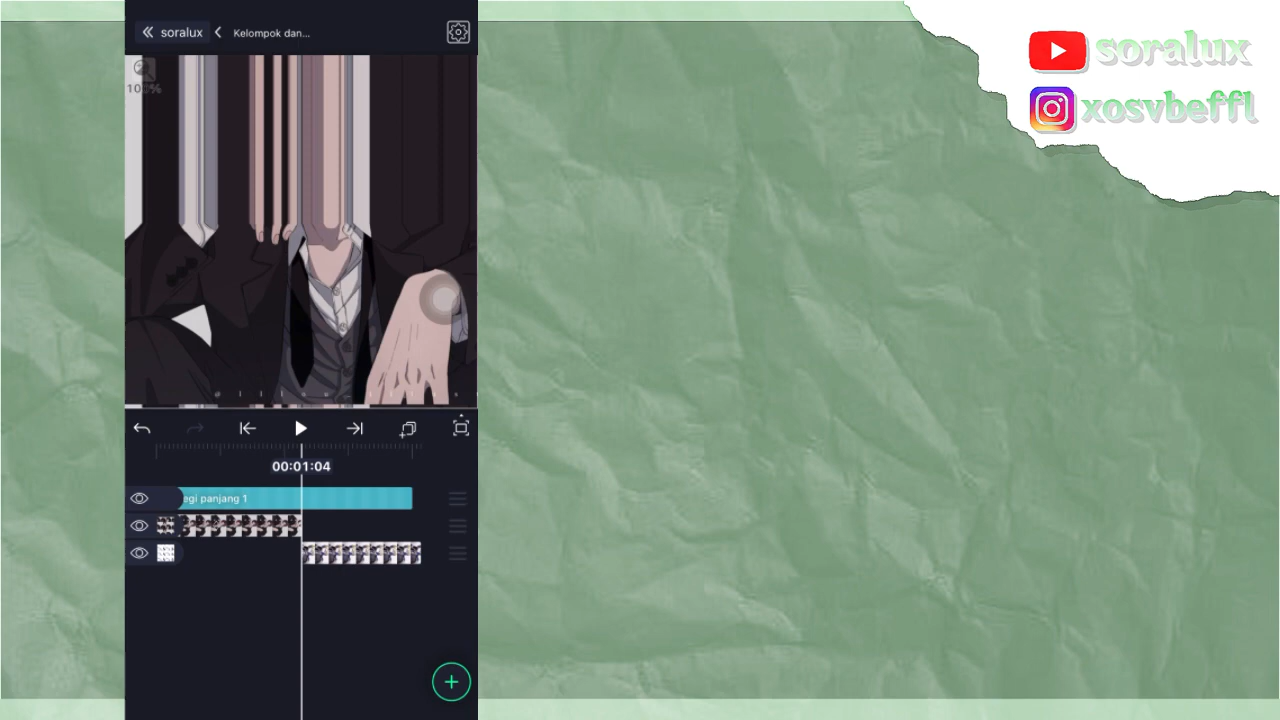 soralux
Kelompok dan...
100%
00:01:04
egi panjang 1
soralux
xosvbeffl